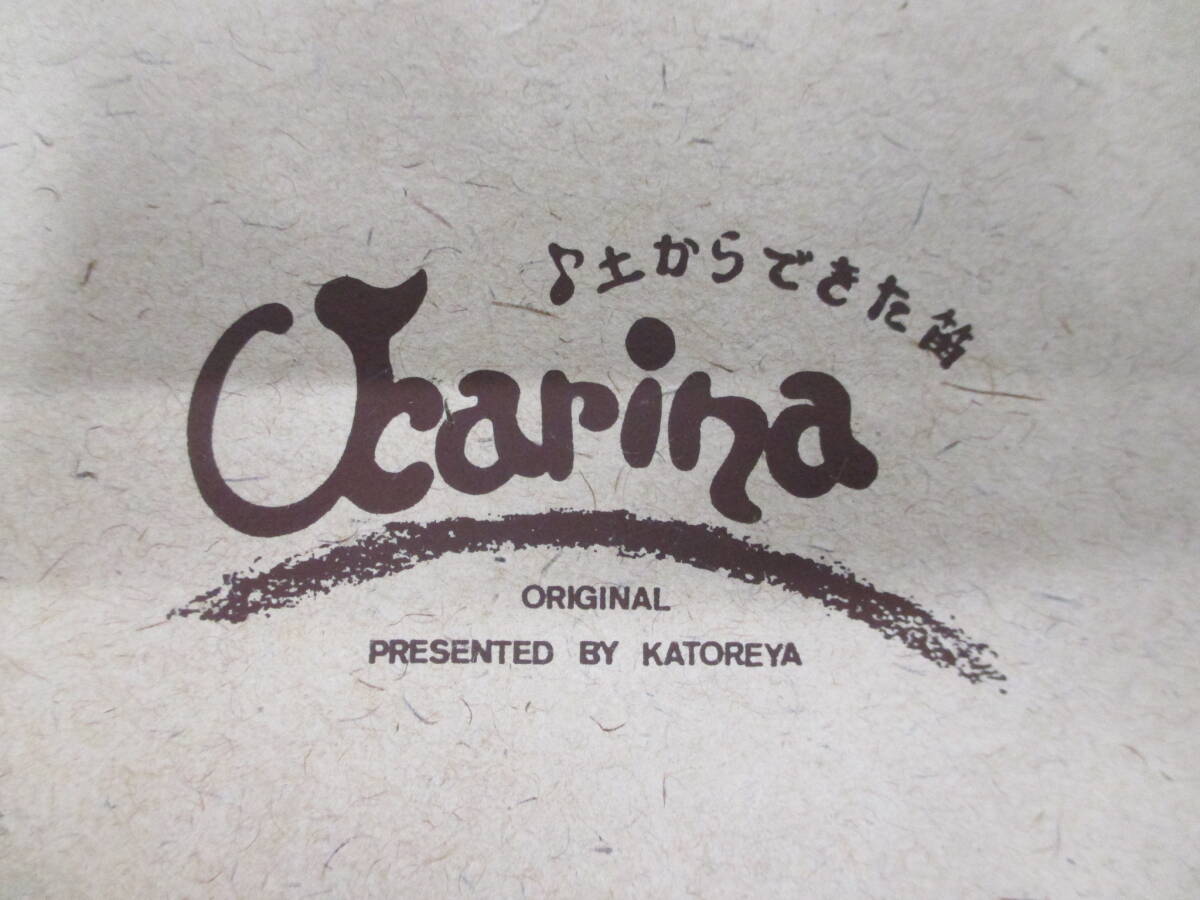 ♪土からできた笛
Ocarina
ORIGINAL
PRESENTED BY KATOREYA